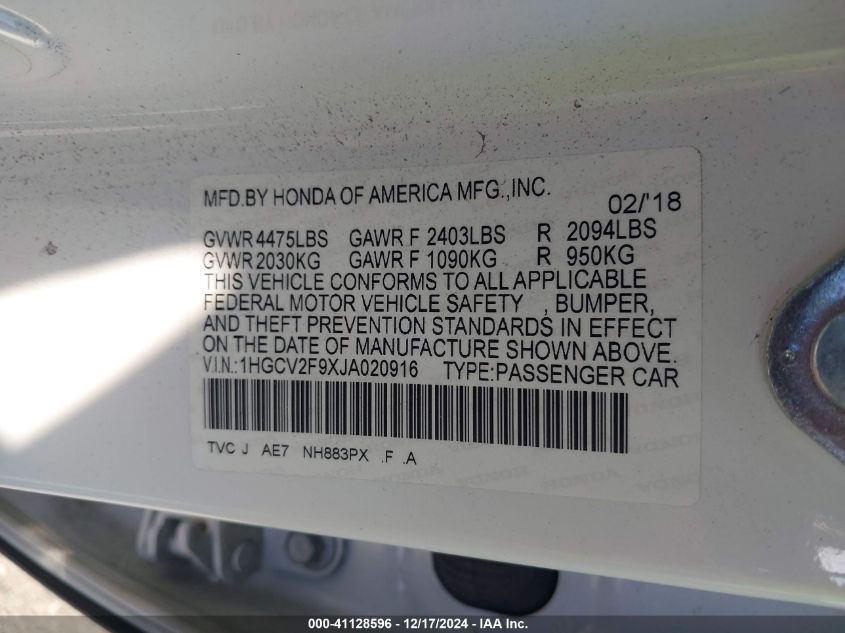 MFD.BY HONDA OF AMERICA MFG.,INC. 02/'18
GVWR 4475LBS GAWR F 2403LBS R 2094LBS
GVWR 2030KG GAWR F 1090KG R 950KG
THIS VEHICLE CONFORMS TO ALL APPLICABLE
FEDERAL MOTOR VEHICLE SAFETY , BUMPER,
AND THEFT PREVENTION STANDARDS IN EFFECT
ON THE DATE OF MANUFACTURE SHOWN ABOVE.
V.I.N.:1HGCV2F9XJA020916 TYPE:PASSENGER CAR
TVC J AE7 NH883PX .F .A
000-41128596 - 12/17/2024 - IAA Inc.